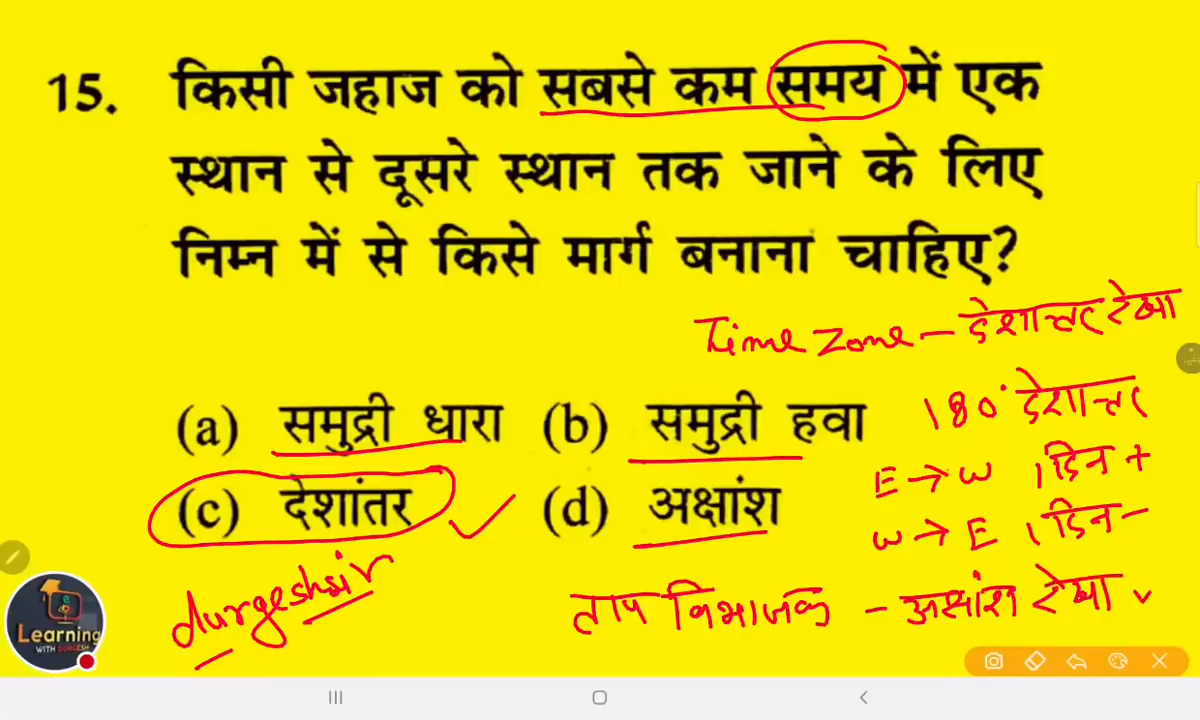 15. किसी जहाज को सबसे कम समय में एक
स्थान से दूसरे स्थान तक जाने के लिए
निम्न में से किसे मार्ग बनाना चाहिए?
Time Zone – देशान्तर रेखा
(a) समुद्री धारा (b) समुद्री हवा
180° देशान्तर
(c) देशांतर (d) अक्षांश
E → W 1 दिन +
W → E 1 दिन –
durgeshsir
ताप विभाजक – अक्षांश रेखा
Learning
WITH DURGESH